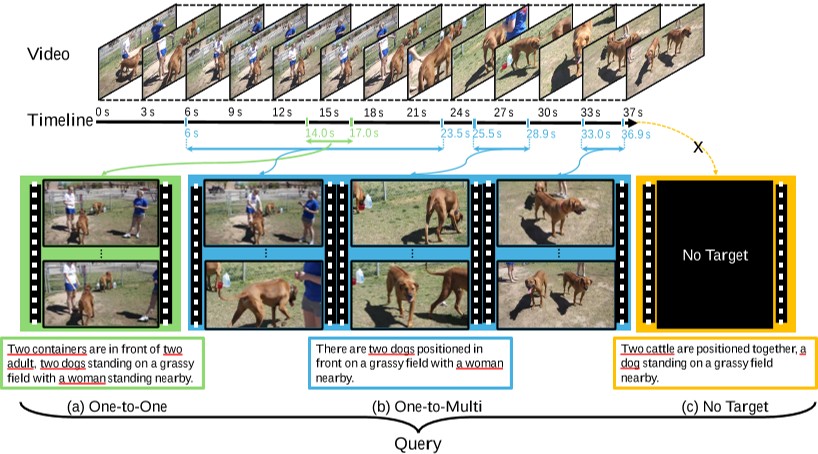 Video
Timeline
0 s 3 s 6 s 9 s 12 s 15 s 18 s 21 s 24 s 27 s 30 s 33 s 37 s
6 s 14.0 s 17.0 s 23.5 s 25.5 s 28.9 s 33.0 s 36.9 s
X
No Target
Two containers are in front of two
adult, two dogs standing on a grassy
field with a woman standing nearby.
There are two dogs positioned in
front on a grassy field with a woman
nearby.
Two cattle are positioned together, a
dog standing on a grassy field
nearby.
(a) One-to-One
(b) One-to-Multi
(c) No Target
Query